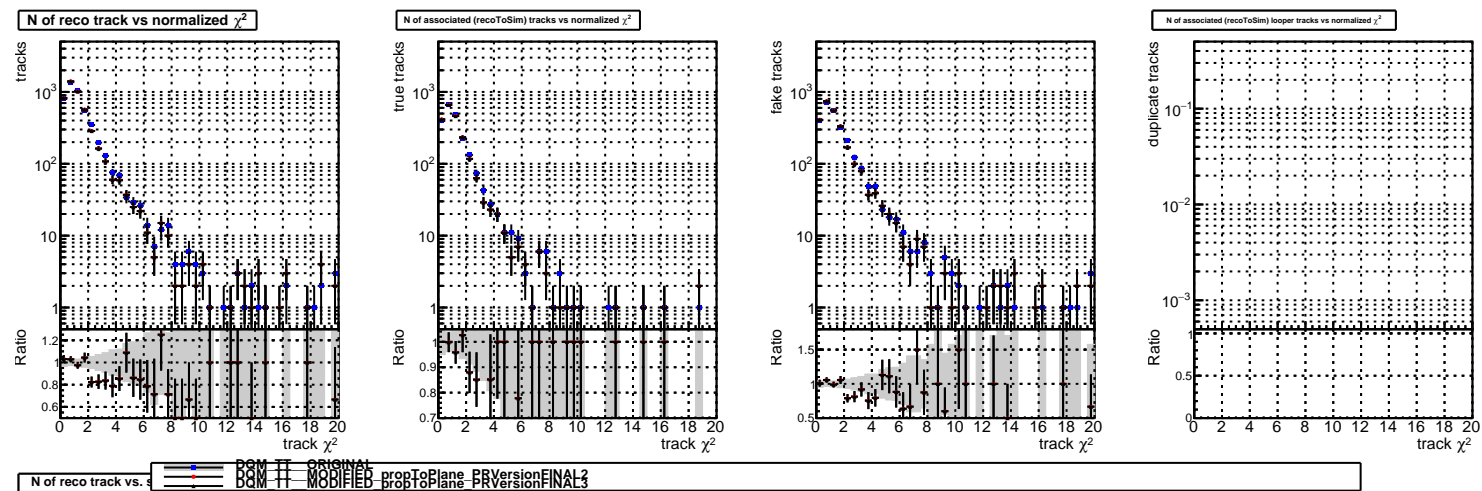 N of reco track vs normalized χ²
tracks
10³
10²
10
1
Ratio
1.2
1
0.8
0.6
0 2 4 6 8 10 12 14 16 18 20
track χ²
N of associated (recoToSim) tracks vs normalized χ²
true tracks
10³
10²
10
1
Ratio
1
0.9
0.8
0.7
0 2 4 6 8 10 12 14 16 18 20
track χ²
fake tracks
10³
10²
10
1
Ratio
1.5
1
0.5
0 2 4 6 8 10 12 14 16 18 20
track χ²
N of associated (recoToSim) looper tracks vs normalized χ²
duplicate tracks
10⁻¹
10⁻²
10⁻³
Ratio
1
0.5
0
0 2 4 6 8 10 12 14 16 18 20
track χ²
N of reco track vs. s
DQM_TT__ORIGINAL
DQM_TT__MODIFIED_propToPlane_PRVersionFINAL2
DQM_TT__MODIFIED_propToPlane_PRVersionFINAL3